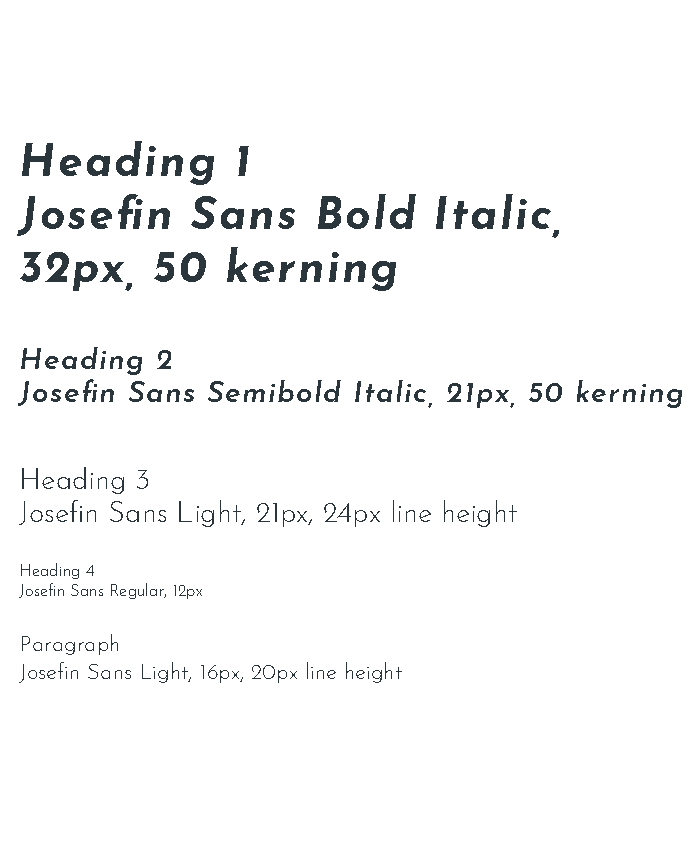 Heading 1
Josefin Sans Bold Italic,
32px, 50 kerning
Heading 2
Josefin Sans Semibold Italic, 21px, 50 kerning
Heading 3
Josefin Sans Light, 21px, 24px line height
Heading 4
Josefin Sans Regular, 12px
Paragraph
Josefin Sans Light, 16px, 20px line height